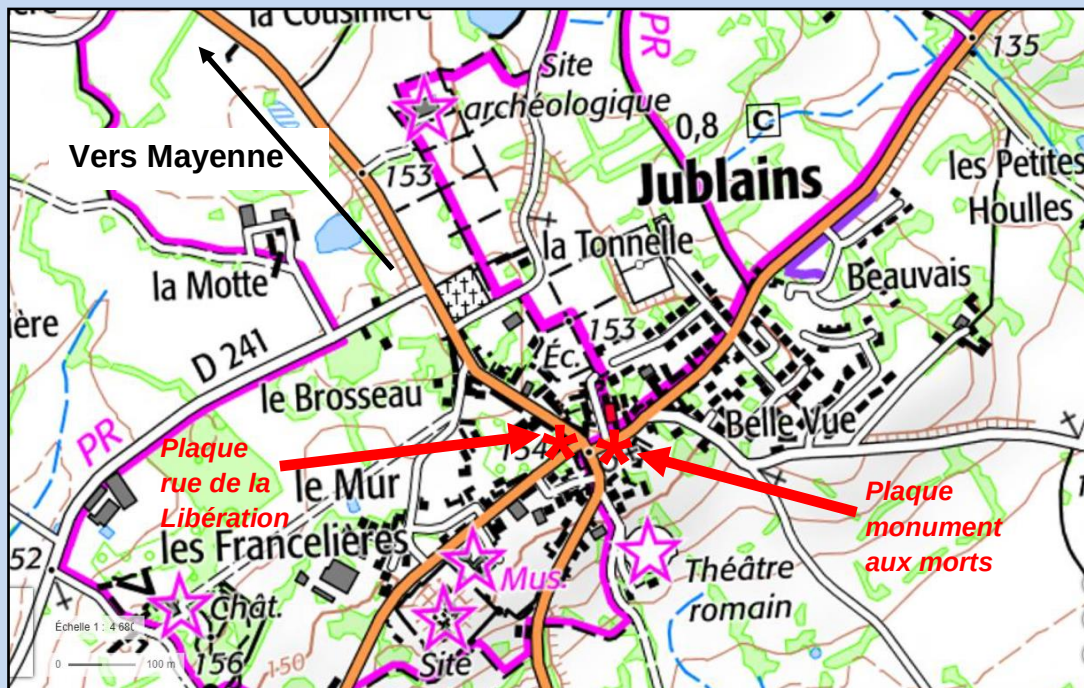 la Cousinière
PR
135
Site
archéologique
0,8
C
Vers Mayenne
153
Jublains
les Petites
Houlles
la Tonnelle
la Motte
Beauvais
ière
153
D 241
Éc.
le Brosseau
PR
Belle Vue
Plaque
rue de la
Libération
154
le Mur
Plaque
monument
aux morts
les Francelières
52
Mus.
Théâtre
romain
Chât.
Échelle 1 : 4 680
0 100 m
156
150
Site